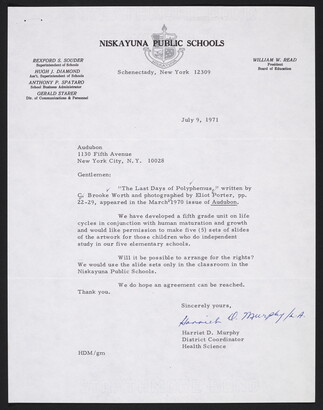 NISKAYUNA PUBLIC SCHOOLS
REXFORD S. SOUDER
Superintendent of Schools
HUGH J. DIAMOND
Ass't. Superintendent of Schools
ANTHONY P. SPATARO
School Business Administrator
GERALD STARER
Dir. of Communications & Personnel
WILLIAM W. READ
President
Board of Education
Schenectady, New York 12309
July 9, 1971
Audubon
1130 Fifth Avenue
New York City, N.Y. 10028
Gentlemen:
"The Last Days of Polyphemus," written by
C. Brooke Worth and photographed by Eliot Porter, pp.
22-29, appeared in the March 1970 issue of Audubon.
We have developed a fifth grade unit on life
cycles in conjunction with human maturation and growth
and would like permission to make five (5) sets of slides
of the artwork for those children who do independent
study in our five elementary schools.
Will it be possible to arrange for the rights?
We would use the slide sets only in the classroom in the
Niskayuna Public Schools.
We do hope an agreement can be reached.
Thank you.
Sincerely yours,
Harriet D. Murphy
Harriet D. Murphy
District Coordinator
Health Science
HDM/gm